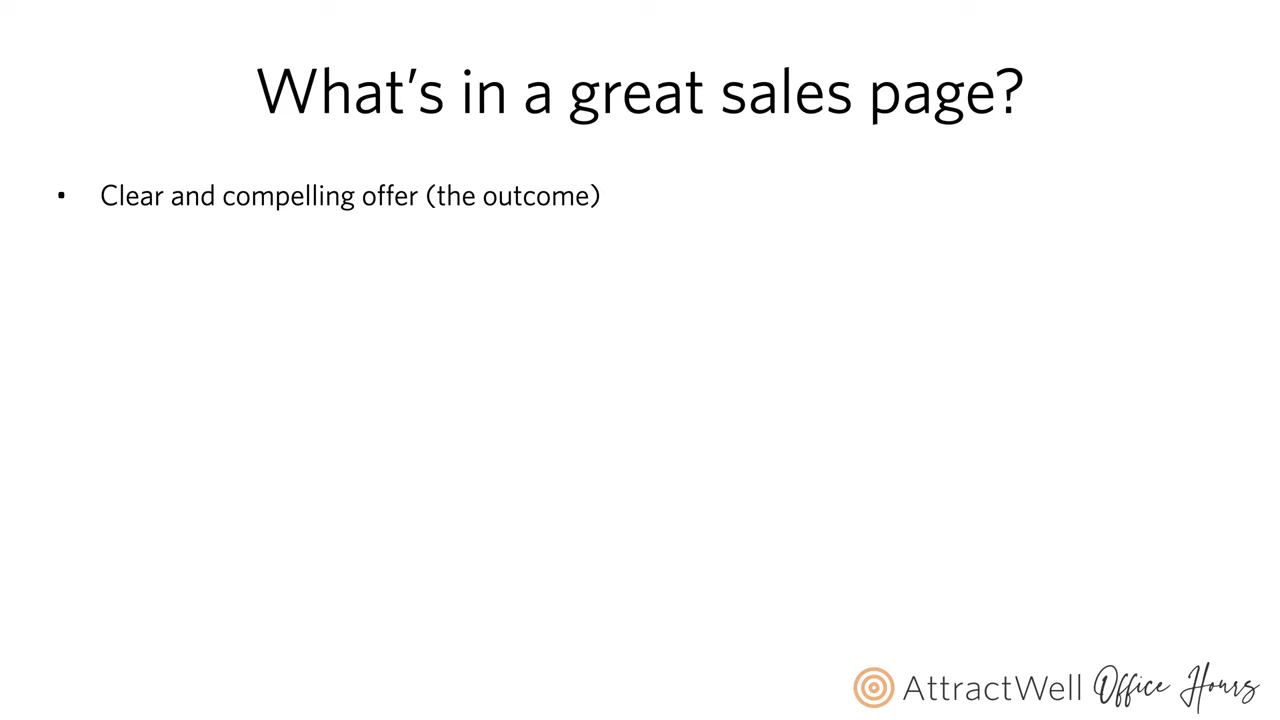 What's in a great sales page?
• Clear and compelling offer (the outcome)
AttractWell Office Hours